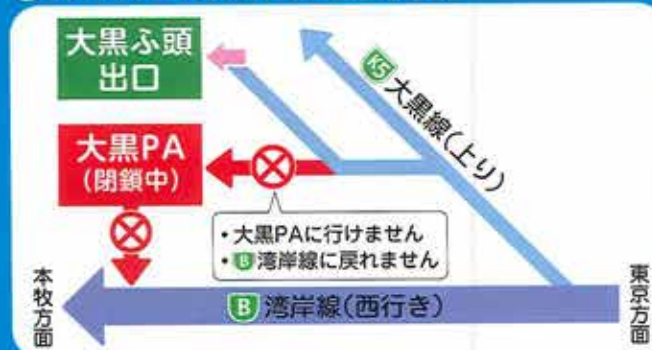 大黒ふ頭
出口
K5 大黒線(上り)
大黒PA
(閉鎖中)
・大黒PAに行けません
・B湾岸線に戻れません
本牧方面
B 湾岸線(西行き)
東京方面